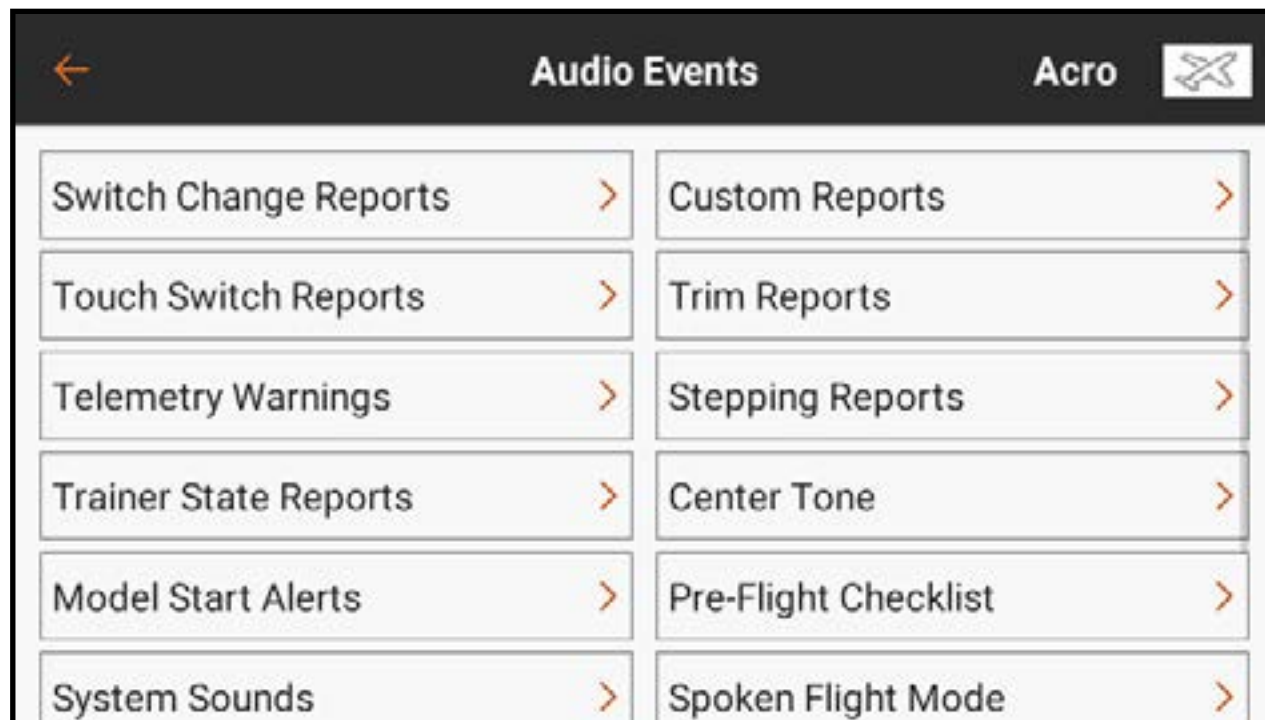 Audio Events Acro
Switch Change Reports Custom Reports
Touch Switch Reports Trim Reports
Telemetry Warnings Stepping Reports
Trainer State Reports Center Tone
Model Start Alerts Pre-Flight Checklist
System Sounds Spoken Flight Mode